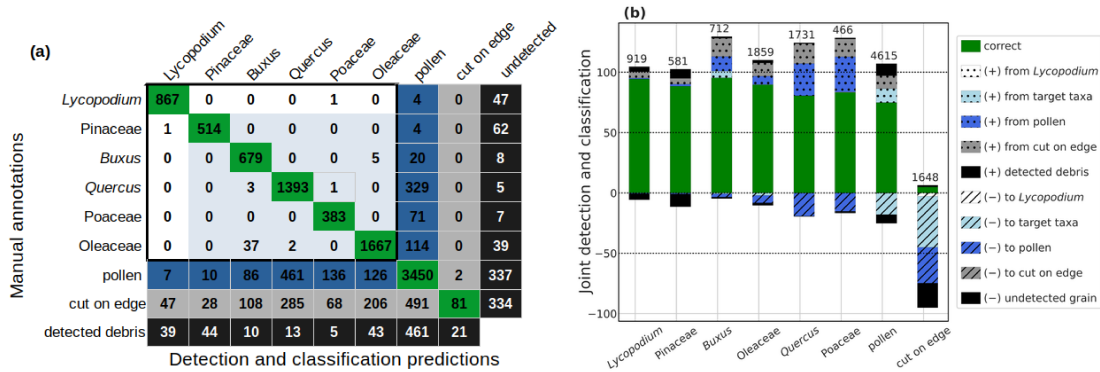 (a)
Lycopodium
Pinaceae
Buxus
Quercus
Poaceae
Oleaceae
pollen
cut on edge
undetected
Manual annotations
Lycopodium 867 0 0 0 1 0 4 0 47
Pinaceae 1 514 0 0 0 0 4 0 62
Buxus 0 0 679 0 0 5 20 0 8
Quercus 0 0 3 1393 1 0 329 0 5
Poaceae 0 0 0 0 383 0 71 0 7
Oleaceae 0 0 37 2 0 1667 114 0 39
pollen 7 10 86 461 136 126 3450 2 337
cut on edge 47 28 108 285 68 206 491 81 334
detected debris 39 44 10 13 5 43 461 21
Detection and classification predictions
(b)
Joint detection and classification
919 581 712 1859 1731 466 4615 1648
100
50
0
−50
−100
Lycopodium
Pinaceae
Buxus
Oleaceae
Quercus
Poaceae
pollen
cut on edge
correct
(+) from Lycopodium
(+) from target taxa
(+) from pollen
(+) from cut on edge
(+) detected debris
(−) to Lycopodium
(−) to target taxa
(−) to pollen
(−) to cut on edge
(−) undetected grain